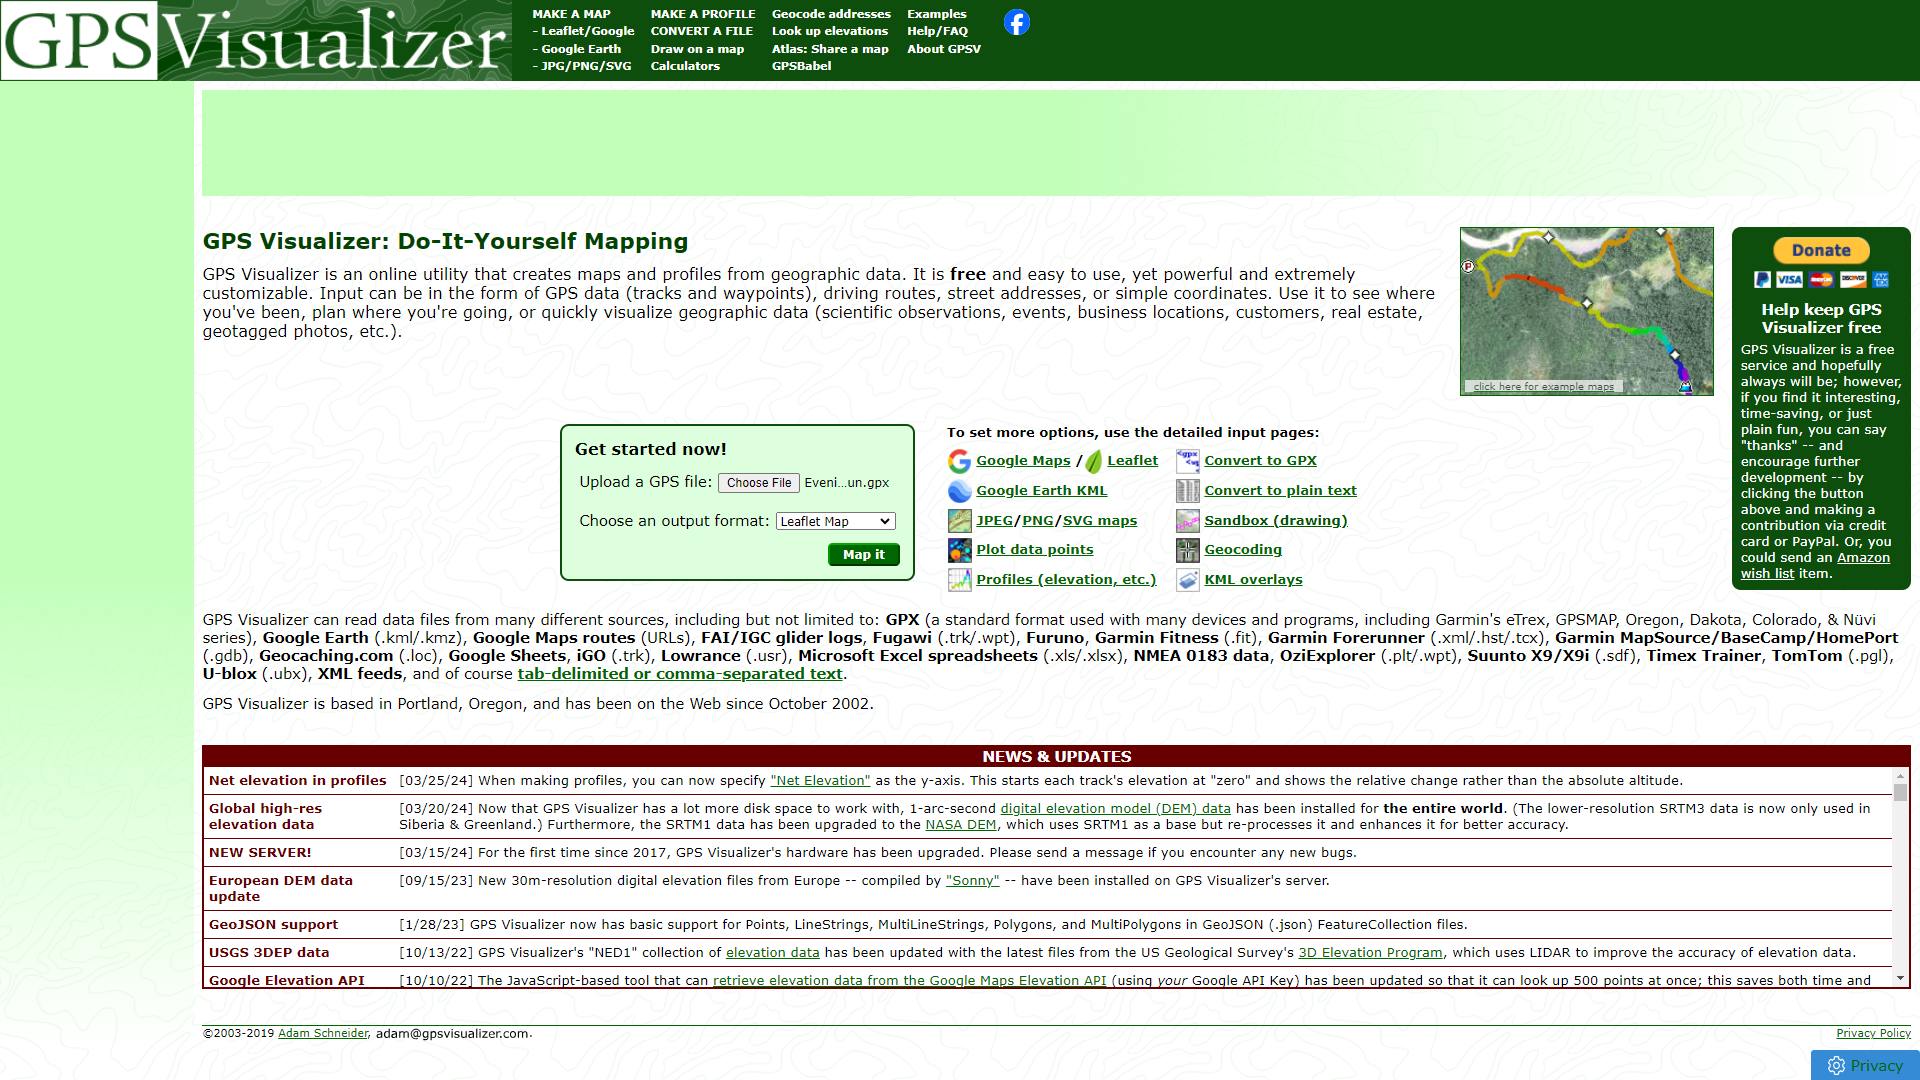 GPSVisualizer
MAKE A MAP
- Leaflet/Google
- Google Earth
- JPG/PNG/SVG
MAKE A PROFILE
CONVERT A FILE
Draw on a map
Calculators
Geocode addresses
Look up elevations
Atlas: Share a map
GPSBabel
Examples
Help/FAQ
About GPSV
GPS Visualizer: Do-It-Yourself Mapping
GPS Visualizer is an online utility that creates maps and profiles from geographic data. It is free and easy to use, yet powerful and extremely
customizable. Input can be in the form of GPS data (tracks and waypoints), driving routes, street addresses, or simple coordinates. Use it to see where
you've been, plan where you're going, or quickly visualize geographic data (scientific observations, events, business locations, customers, real estate,
geotagged photos, etc.).
P
click here for example maps
Donate
VISA MasterCard DISCOVER AM EX
Help keep GPS
Visualizer free
GPS Visualizer is a free
service and hopefully
always will be; however,
if you find it interesting,
time-saving, or just
plain fun, you can say
"thanks" -- and
encourage further
development -- by
clicking the button
above and making a
contribution via credit
card or PayPal. Or, you
could send an Amazon
wish list item.
Get started now!
Upload a GPS file: Choose File Eveni...un.gpx
Choose an output format: Leaflet Map
Map it
To set more options, use the detailed input pages:
Google Maps / Leaflet
Google Earth KML
JPEG/PNG/SVG maps
Plot data points
Profiles (elevation, etc.)
Convert to GPX
Convert to plain text
Sandbox (drawing)
Geocoding
KML overlays
GPS Visualizer can read data files from many different sources, including but not limited to: GPX (a standard format used with many devices and programs, including Garmin's eTrex, GPSMAP, Oregon, Dakota, Colorado, & Nüvi
series), Google Earth (.kml/.kmz), Google Maps routes (URLs), FAI/IGC glider logs, Fugawi (.trk/.wpt), Furuno, Garmin Fitness (.fit), Garmin Forerunner (.xml/.hst/.tcx), Garmin MapSource/BaseCamp/HomePort
(.gdb), Geocaching.com (.loc), Google Sheets, iGO (.trk), Lowrance (.usr), Microsoft Excel spreadsheets (.xls/.xlsx), NMEA 0183 data, OziExplorer (.plt/.wpt), Suunto X9/X9i (.sdf), Timex Trainer, TomTom (.pgl),
U-blox (.ubx), XML feeds, and of course tab-delimited or comma-separated text.
GPS Visualizer is based in Portland, Oregon, and has been on the Web since October 2002.
NEWS & UPDATES
Net elevation in profiles [03/25/24] When making profiles, you can now specify "Net Elevation" as the y-axis. This starts each track's elevation at "zero" and shows the relative change rather than the absolute altitude.
Global high-res
elevation data
[03/20/24] Now that GPS Visualizer has a lot more disk space to work with, 1-arc-second digital elevation model (DEM) data has been installed for the entire world. (The lower-resolution SRTM3 data is now only used in
Siberia & Greenland.) Furthermore, the SRTM1 data has been upgraded to the NASA DEM, which uses SRTM1 as a base but re-processes it and enhances it for better accuracy.
NEW SERVER! [03/15/24] For the first time since 2017, GPS Visualizer's hardware has been upgraded. Please send a message if you encounter any new bugs.
European DEM data
update
[09/15/23] New 30m-resolution digital elevation files from Europe -- compiled by "Sonny" -- have been installed on GPS Visualizer's server.
GeoJSON support [1/28/23] GPS Visualizer now has basic support for Points, LineStrings, MultiLineStrings, Polygons, and MultiPolygons in GeoJSON (.json) FeatureCollection files.
USGS 3DEP data [10/13/22] GPS Visualizer's "NED1" collection of elevation data has been updated with the latest files from the US Geological Survey's 3D Elevation Program, which uses LIDAR to improve the accuracy of elevation data.
Google Elevation API [10/10/22] The JavaScript-based tool that can retrieve elevation data from the Google Maps Elevation API (using your Google API Key) has been updated so that it can look up 500 points at once; this saves both time and
©2003-2019 Adam Schneider, adam@gpsvisualizer.com.
Privacy Policy
Privacy